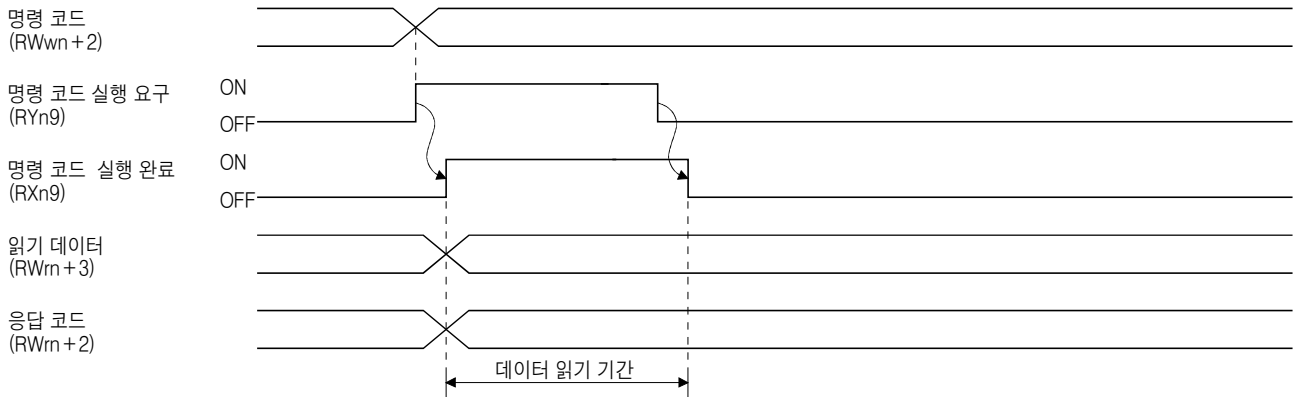 명령 코드
(RWwn+2)
명령 코드 실행 요구
(RYn9)
ON
OFF
명령 코드 실행 완료
(RXn9)
ON
OFF
읽기 데이터
(RWrn+3)
응답 코드
(RWrn+2)
데이터 읽기 기간